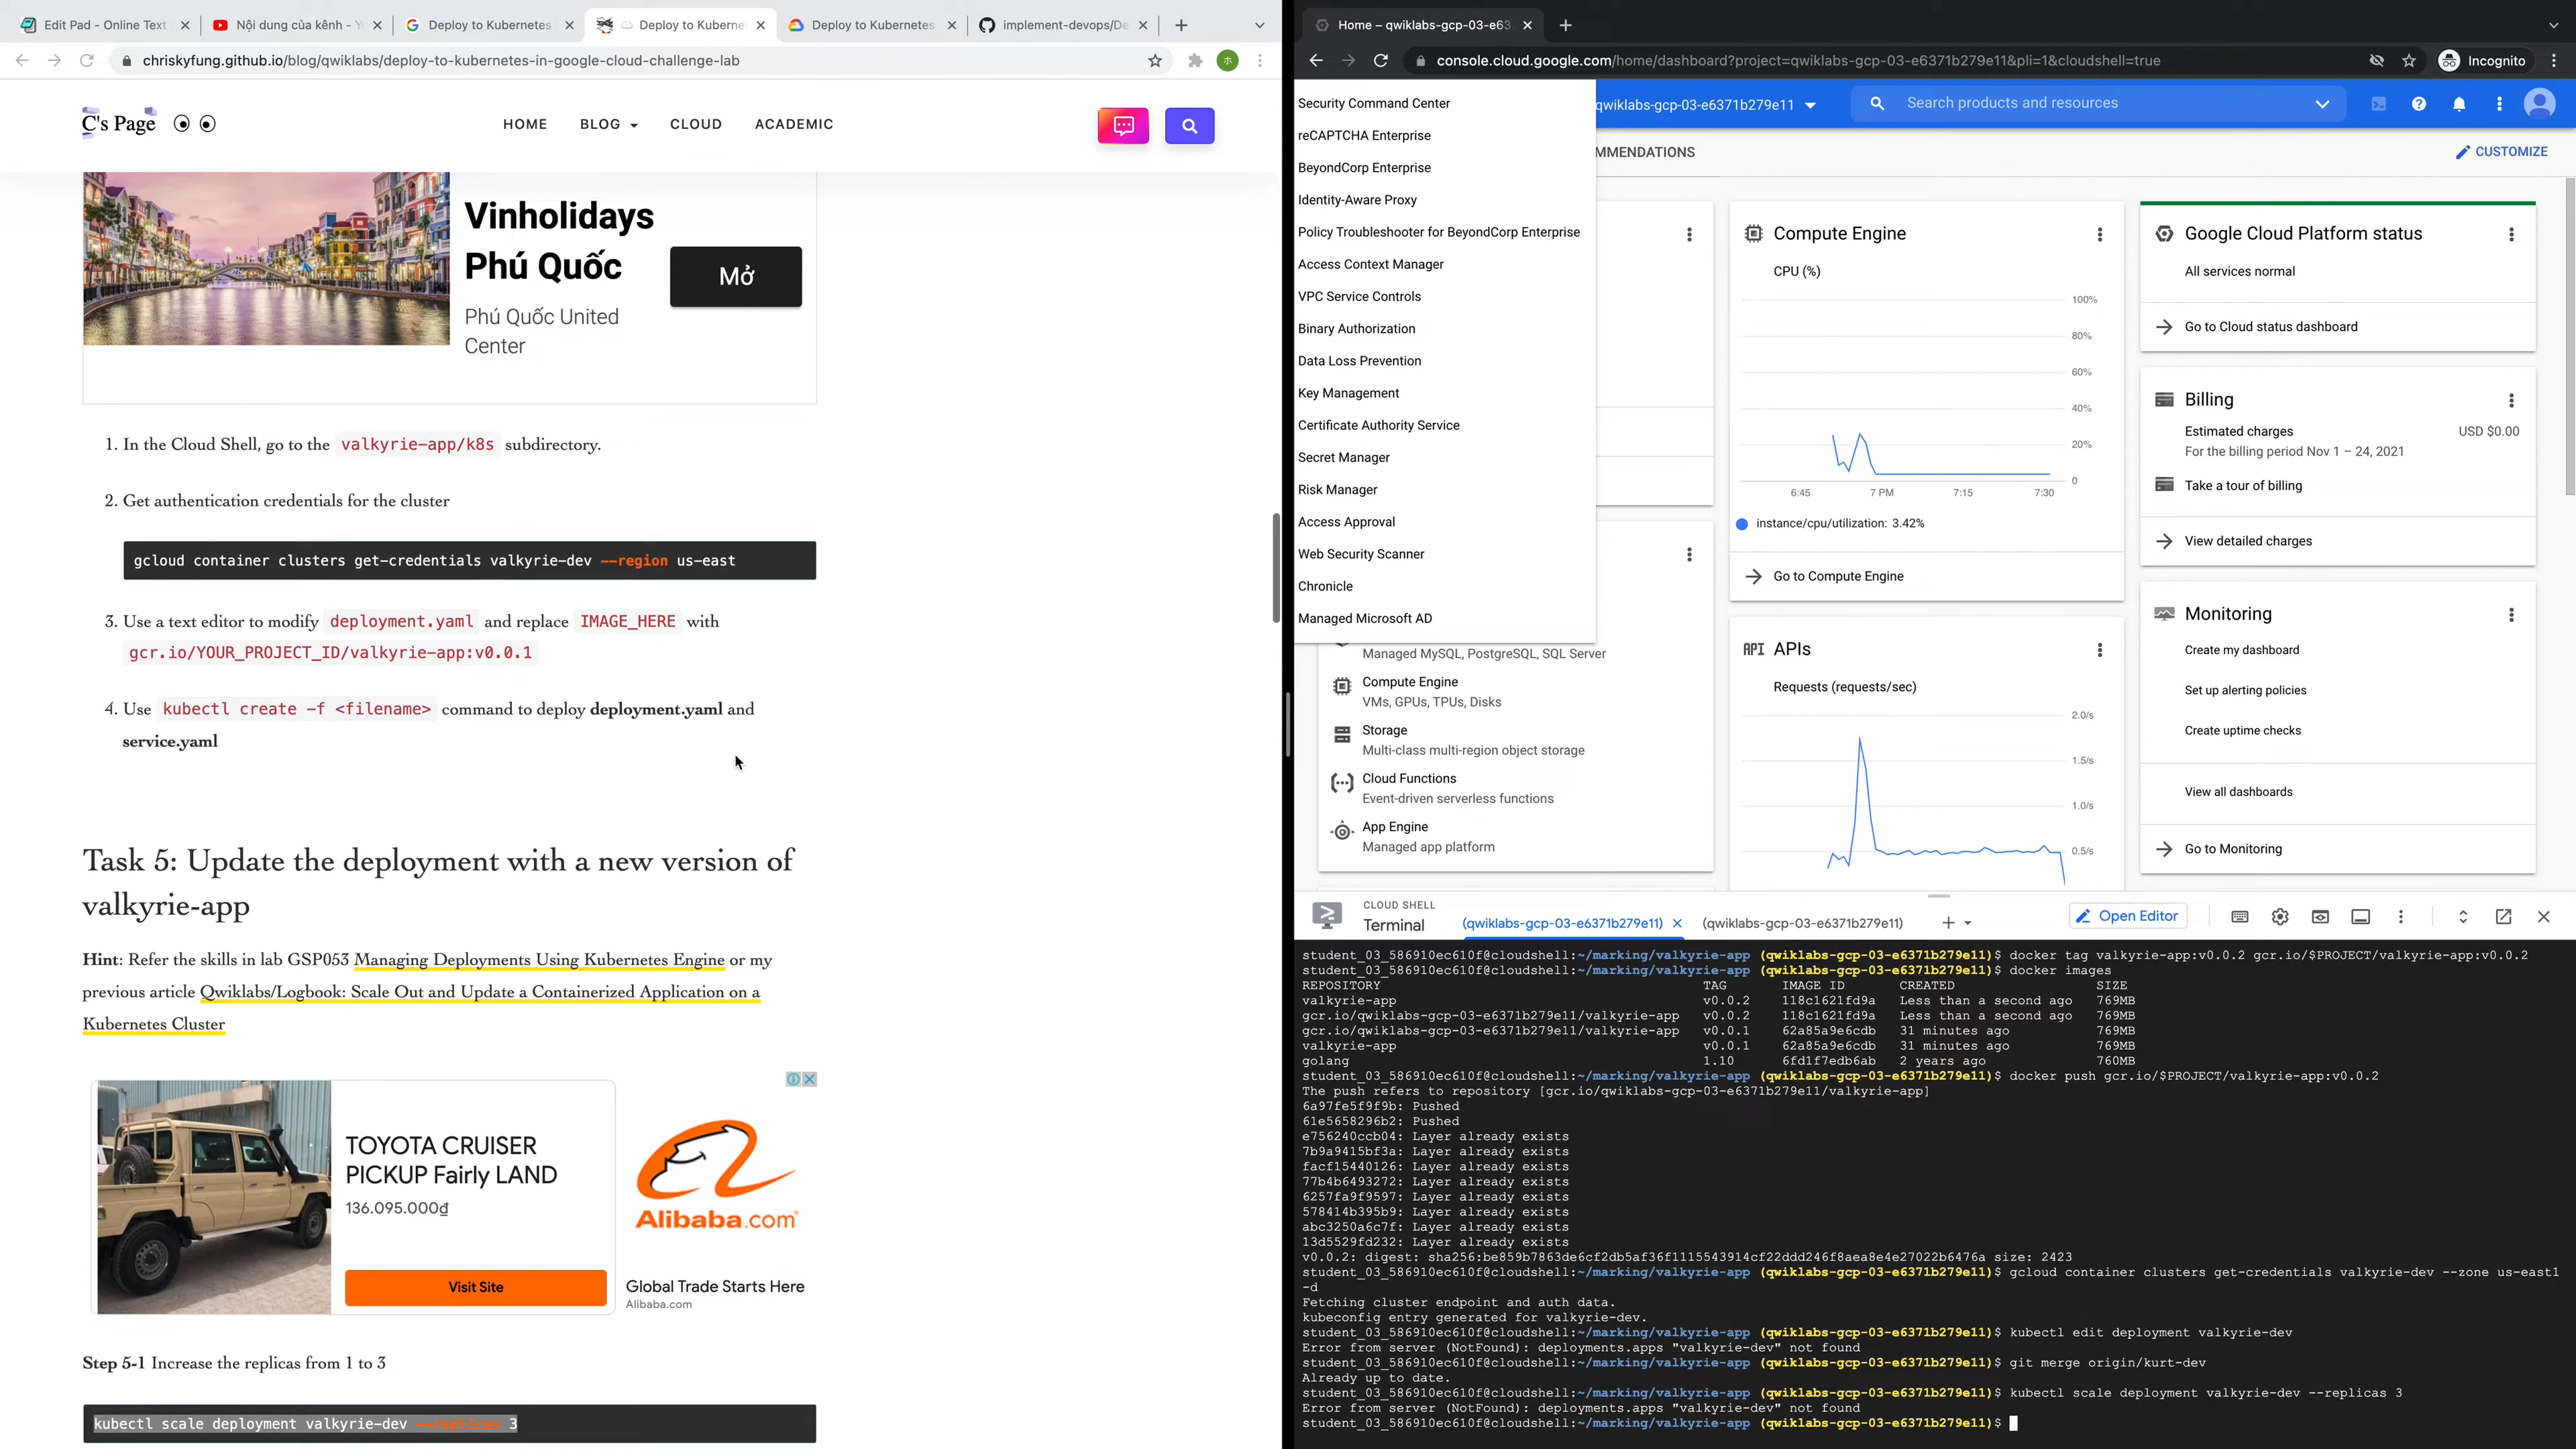 Edit Pad - Online Text
Nội dung của kênh - Y
Deploy to Kubernetes
Deploy to Kuberne
Deploy to Kubernetes
implement-devops/De
chriskyfung.github.io/blog/qwiklabs/deploy-to-kubernetes-in-google-cloud-challenge-lab
C's Page
HOME
BLOG
CLOUD
ACADEMIC
Vinholidays
Phú Quốc
Phú Quốc United
Center
Mở
1. In the Cloud Shell, go to the valkyrie-app/k8s subdirectory.
2. Get authentication credentials for the cluster
gcloud container clusters get-credentials valkyrie-dev --region us-east
3. Use a text editor to modify deployment.yaml and replace IMAGE_HERE with
gcr.io/YOUR_PROJECT_ID/valkyrie-app:v0.0.1
4. Use kubectl create -f <filename> command to deploy deployment.yaml and
service.yaml
Task 5: Update the deployment with a new version of
valkyrie-app
Hint: Refer the skills in lab GSP053 Managing Deployments Using Kubernetes Engine or my
previous article Qwiklabs/Logbook: Scale Out and Update a Containerized Application on a
Kubernetes Cluster
TOYOTA CRUISER
PICKUP Fairly LAND
136.095.000₫
Visit Site
Alibaba.com
Global Trade Starts Here
Alibaba.com
Step 5-1 Increase the replicas from 1 to 3
kubectl scale deployment valkyrie-dev --replicas 3
Home – qwiklabs-gcp-03-e63
console.cloud.google.com/home/dashboard?project=qwiklabs-gcp-03-e6371b279e11&pli=1&cloudshell=true
Incognito
qwiklabs-gcp-03-e6371b279e11
Search products and resources
MMENDATIONS
CUSTOMIZE
Security Command Center
reCAPTCHA Enterprise
BeyondCorp Enterprise
Identity-Aware Proxy
Policy Troubleshooter for BeyondCorp Enterprise
Access Context Manager
VPC Service Controls
Binary Authorization
Data Loss Prevention
Key Management
Certificate Authority Service
Secret Manager
Risk Manager
Access Approval
Web Security Scanner
Chronicle
Managed Microsoft AD
Managed MySQL, PostgreSQL, SQL Server
Compute Engine
VMs, GPUs, TPUs, Disks
Storage
Multi-class multi-region object storage
Cloud Functions
Event-driven serverless functions
App Engine
Managed app platform
Compute Engine
CPU (%)
100%
80%
60%
40%
20%
0
6:45
7 PM
7:15
7:30
instance/cpu/utilization: 3.42%
Go to Compute Engine
API APIs
Requests (requests/sec)
2.0/s
1.5/s
1.0/s
0.5/s
Google Cloud Platform status
All services normal
Go to Cloud status dashboard
Billing
Estimated charges USD $0.00
For the billing period Nov 1 – 24, 2021
Take a tour of billing
View detailed charges
Monitoring
Create my dashboard
Set up alerting policies
Create uptime checks
View all dashboards
Go to Monitoring
CLOUD SHELL
Terminal
(qwiklabs-gcp-03-e6371b279e11)
(qwiklabs-gcp-03-e6371b279e11)
Open Editor
student_03_586910ec610f@cloudshell:~/marking/valkyrie-app (qwiklabs-gcp-03-e6371b279e11)$ docker tag valkyrie-app:v0.0.2 gcr.io/$PROJECT/valkyrie-app:v0.0.2
student_03_586910ec610f@cloudshell:~/marking/valkyrie-app (qwiklabs-gcp-03-e6371b279e11)$ docker images
REPOSITORY TAG IMAGE ID CREATED SIZE
valkyrie-app v0.0.2 118c1621fd9a Less than a second ago 769MB
gcr.io/qwiklabs-gcp-03-e6371b279e11/valkyrie-app v0.0.2 118c1621fd9a Less than a second ago 769MB
gcr.io/qwiklabs-gcp-03-e6371b279e11/valkyrie-app v0.0.1 62a85a9e6cdb 31 minutes ago 769MB
valkyrie-app v0.0.1 62a85a9e6cdb 31 minutes ago 769MB
golang 1.10 6fd1f7edb6ab 2 years ago 760MB
student_03_586910ec610f@cloudshell:~/marking/valkyrie-app (qwiklabs-gcp-03-e6371b279e11)$ docker push gcr.io/$PROJECT/valkyrie-app:v0.0.2
The push refers to repository [gcr.io/qwiklabs-gcp-03-e6371b279e11/valkyrie-app]
6a97fe5f9f9b: Pushed
61e5658296b2: Pushed
e756240ccb04: Layer already exists
7b9a9415bf3a: Layer already exists
facf15440126: Layer already exists
77b4b6493272: Layer already exists
6257fa9f9597: Layer already exists
578414b395b9: Layer already exists
abc3250a6c7f: Layer already exists
13d5529fd232: Layer already exists
v0.0.2: digest: sha256:be859b7863de6cf2db5af36f1115543914cf22ddd246f8aea8e4e27022b6476a size: 2423
student_03_586910ec610f@cloudshell:~/marking/valkyrie-app (qwiklabs-gcp-03-e6371b279e11)$ gcloud container clusters get-credentials valkyrie-dev --zone us-east1
-d
Fetching cluster endpoint and auth data.
kubeconfig entry generated for valkyrie-dev.
student_03_586910ec610f@cloudshell:~/marking/valkyrie-app (qwiklabs-gcp-03-e6371b279e11)$ kubectl edit deployment valkyrie-dev
Error from server (NotFound): deployments.apps "valkyrie-dev" not found
student_03_586910ec610f@cloudshell:~/marking/valkyrie-app (qwiklabs-gcp-03-e6371b279e11)$ git merge origin/kurt-dev
Already up to date.
student_03_586910ec610f@cloudshell:~/marking/valkyrie-app (qwiklabs-gcp-03-e6371b279e11)$ kubectl scale deployment valkyrie-dev --replicas 3
Error from server (NotFound): deployments.apps "valkyrie-dev" not found
student_03_586910ec610f@cloudshell:~/marking/valkyrie-app (qwiklabs-gcp-03-e6371b279e11)$